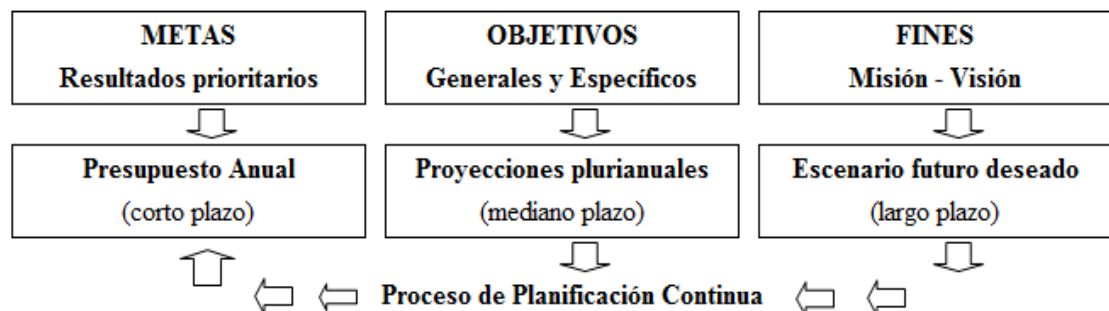 METAS
Resultados prioritarios
OBJETIVOS
Generales y Específicos
FINES
Misión - Visión
Presupuesto Anual
(corto plazo)
Proyecciones plurianuales
(mediano plazo)
Escenario futuro deseado
(largo plazo)
Proceso de Planificación Continua